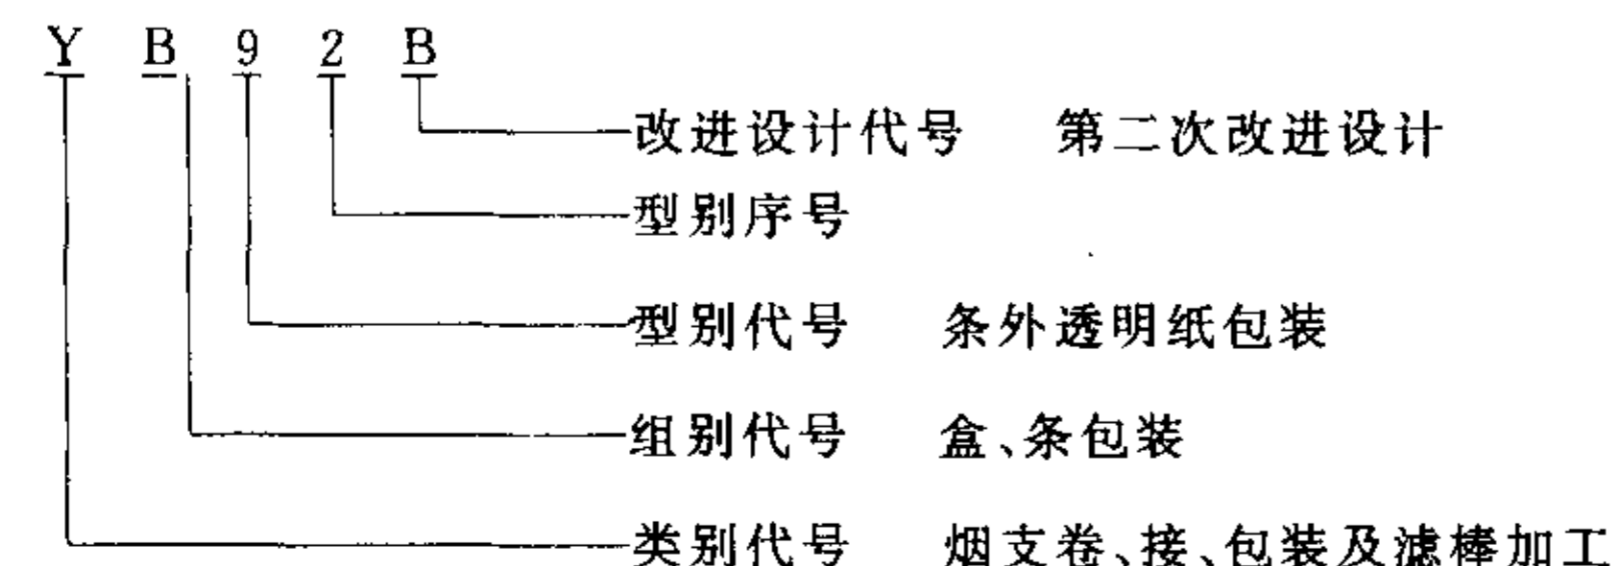 Y B 9 2 B
改进设计代号 第二次改进设计
型别序号
型别代号 条外透明纸包装
组别代号 盒、条包装
类别代号 烟支卷、接、包装及滤棒加工